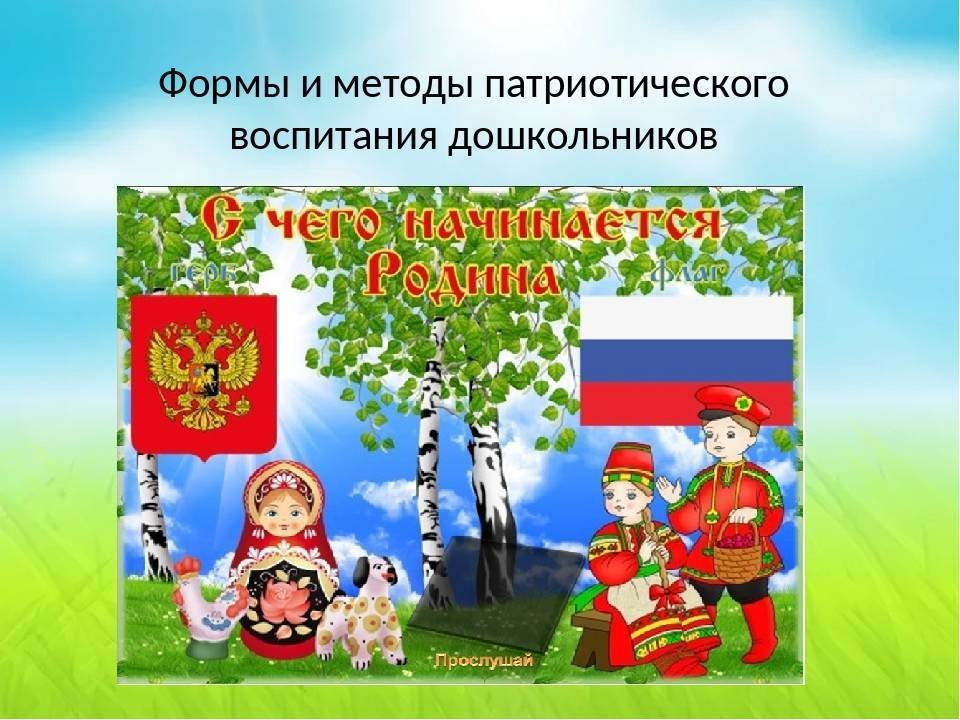 Формы и методы патриотического
воспитания дошкольников
С чего начинается
Родина
герб
флаг
Прослушай